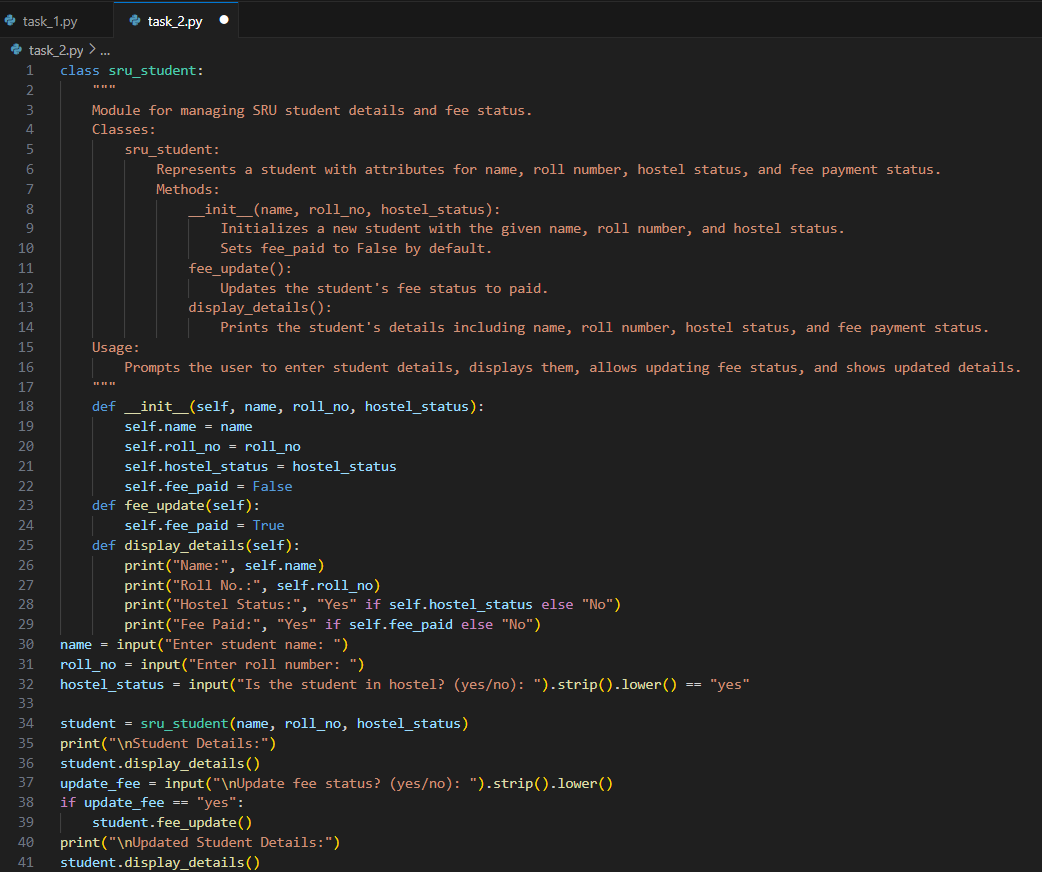 task_1.py
task_2.py
task_2.py > ...
1 class sru_student:
2     """
3     Module for managing SRU student details and fee status.
4     Classes:
5         sru_student:
6             Represents a student with attributes for name, roll number, hostel status, and fee payment status.
7             Methods:
8                 __init__(name, roll_no, hostel_status):
9                     Initializes a new student with the given name, roll number, and hostel status.
10                     Sets fee_paid to False by default.
11                 fee_update():
12                     Updates the student's fee status to paid.
13                 display_details():
14                     Prints the student's details including name, roll number, hostel status, and fee payment status.
15     Usage:
16         Prompts the user to enter student details, displays them, allows updating fee status, and shows updated details.
17     """
18     def __init__(self, name, roll_no, hostel_status):
19         self.name = name
20         self.roll_no = roll_no
21         self.hostel_status = hostel_status
22         self.fee_paid = False
23     def fee_update(self):
24         self.fee_paid = True
25     def display_details(self):
26         print("Name:", self.name)
27         print("Roll No.:", self.roll_no)
28         print("Hostel Status:", "Yes" if self.hostel_status else "No")
29         print("Fee Paid:", "Yes" if self.fee_paid else "No")
30 name = input("Enter student name: ")
31 roll_no = input("Enter roll number: ")
32 hostel_status = input("Is the student in hostel? (yes/no): ").strip().lower() == "yes"
33
34 student = sru_student(name, roll_no, hostel_status)
35 print("\nStudent Details:")
36 student.display_details()
37 update_fee = input("\nUpdate fee status? (yes/no): ").strip().lower()
38 if update_fee == "yes":
39     student.fee_update()
40 print("\nUpdated Student Details:")
41 student.display_details()